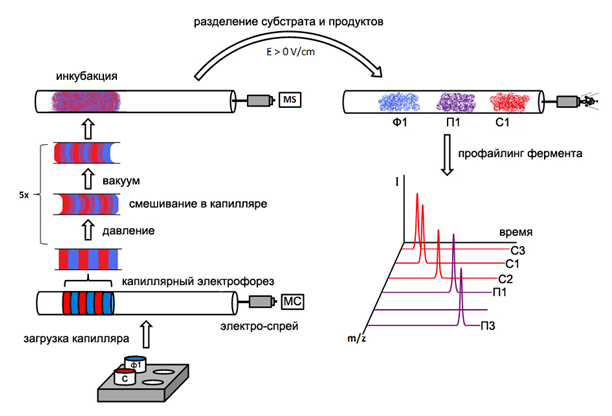 разделение субстрата и продуктов
E > 0 V/cm
инкубакция
MS
Ф1
П1
С1
вакуум
5x
смешивание в капилляре
давление
капиллярный электрофорез
МС
электро-спрей
загрузка капилляра
Ф1
С
профайлинг фермента
I
время
С3
С1
С2
П1
П3
m/z